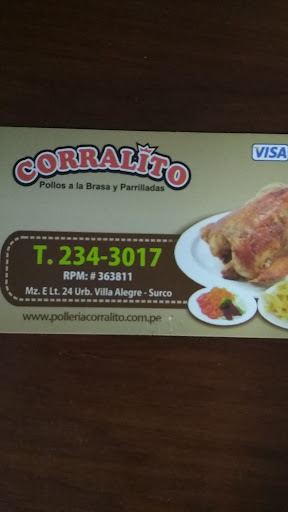 CORRALITO
VISA
Pollos a la Brasa y Parrilladas
T. 234-3017
RPM: # 363811
Mz. E Lt. 24 Urb. Villa Alegre - Surco
www.polleriacorralito.com.pe